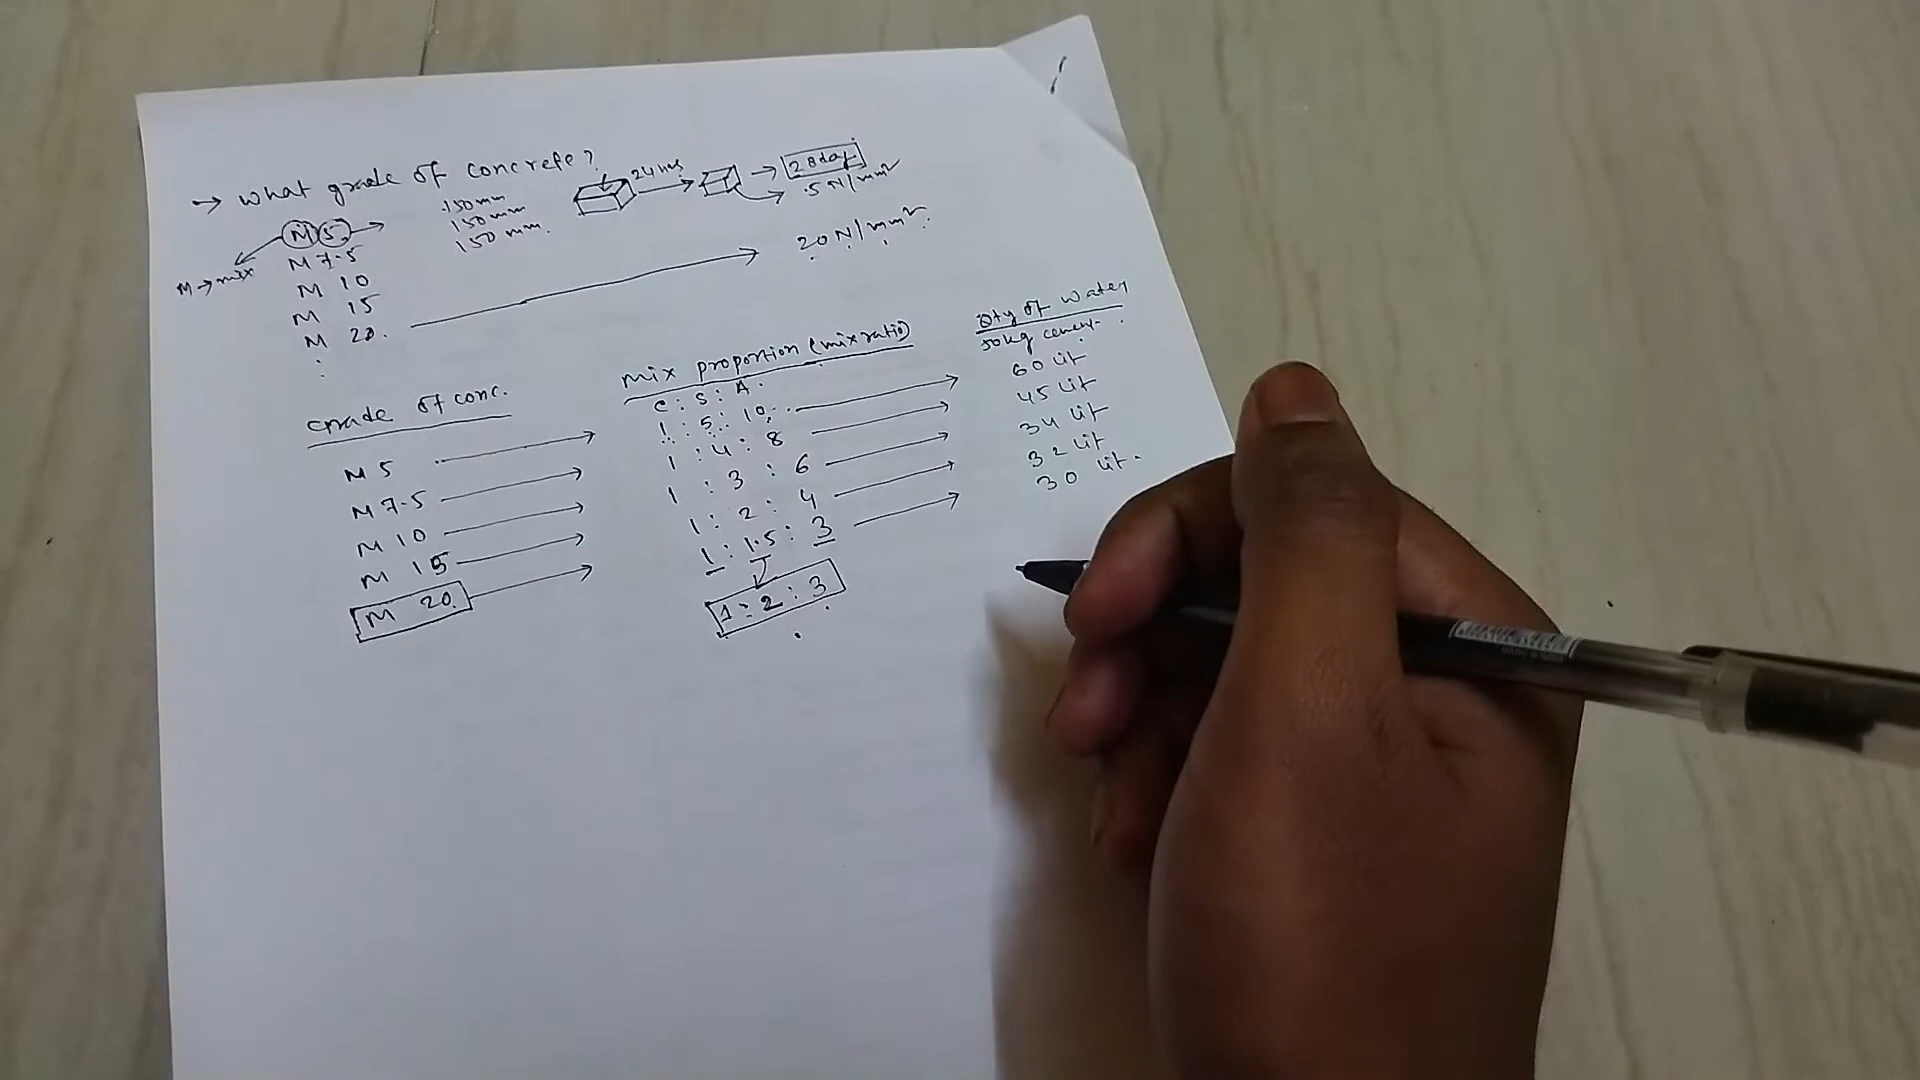 → What grade of concrete?
24 hrs → 28 day
M 5 →
150 mm
150 mm
150 mm.
.5 N/mm²
M → mix
M 7.5
M 10
M 15
M 20. → 20 N/mm²
Grade of conc.
M 5
M 7.5
M 10
M 15
M 20.
Mix proportion (mix ratio)
C : S : A.
1 : 5 : 10
1 : 4 : 8
1 : 3 : 6
1 : 2 : 4
1 : 1.5 : 3
1 : 2 : 3
Qty of water
50kg cement.
60 lit
45 lit
34 lit
32 lit
30 lit.